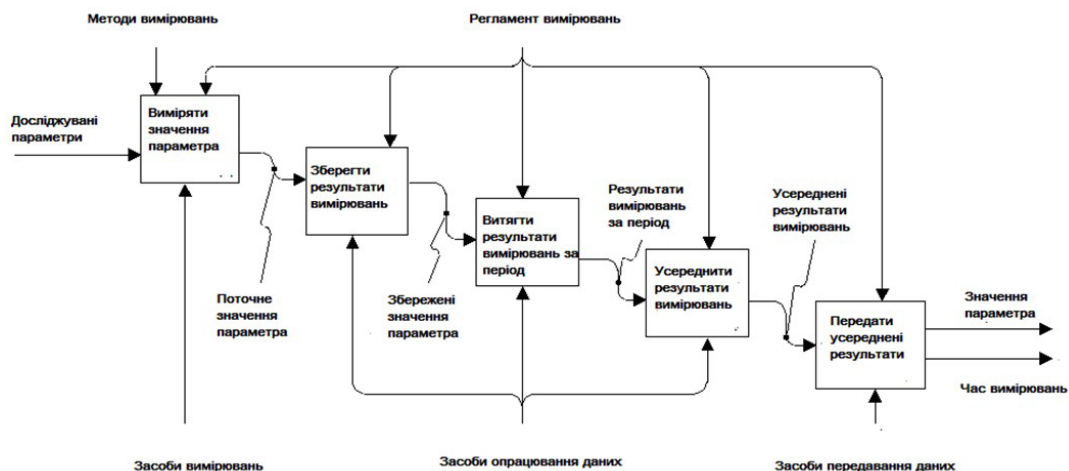 Методи вимірювань
Регламент вимірювань
Досліджувані
параметри
Виміряти
значення
параметра
Зберегти
результати
вимірювань
Витягти
результати
вимірювань за
період
Результати
вимірювань
за період
Усереднені
результати
вимірювань
Усереднити
результати
вимірювань
Поточне
значення
параметра
Збережені
значення
параметра
Передати
усереднені
результати
Значення
параметра
Час вимірювань
Засоби вимірювань
Засоби опрацювання даних
Засоби передавання даних